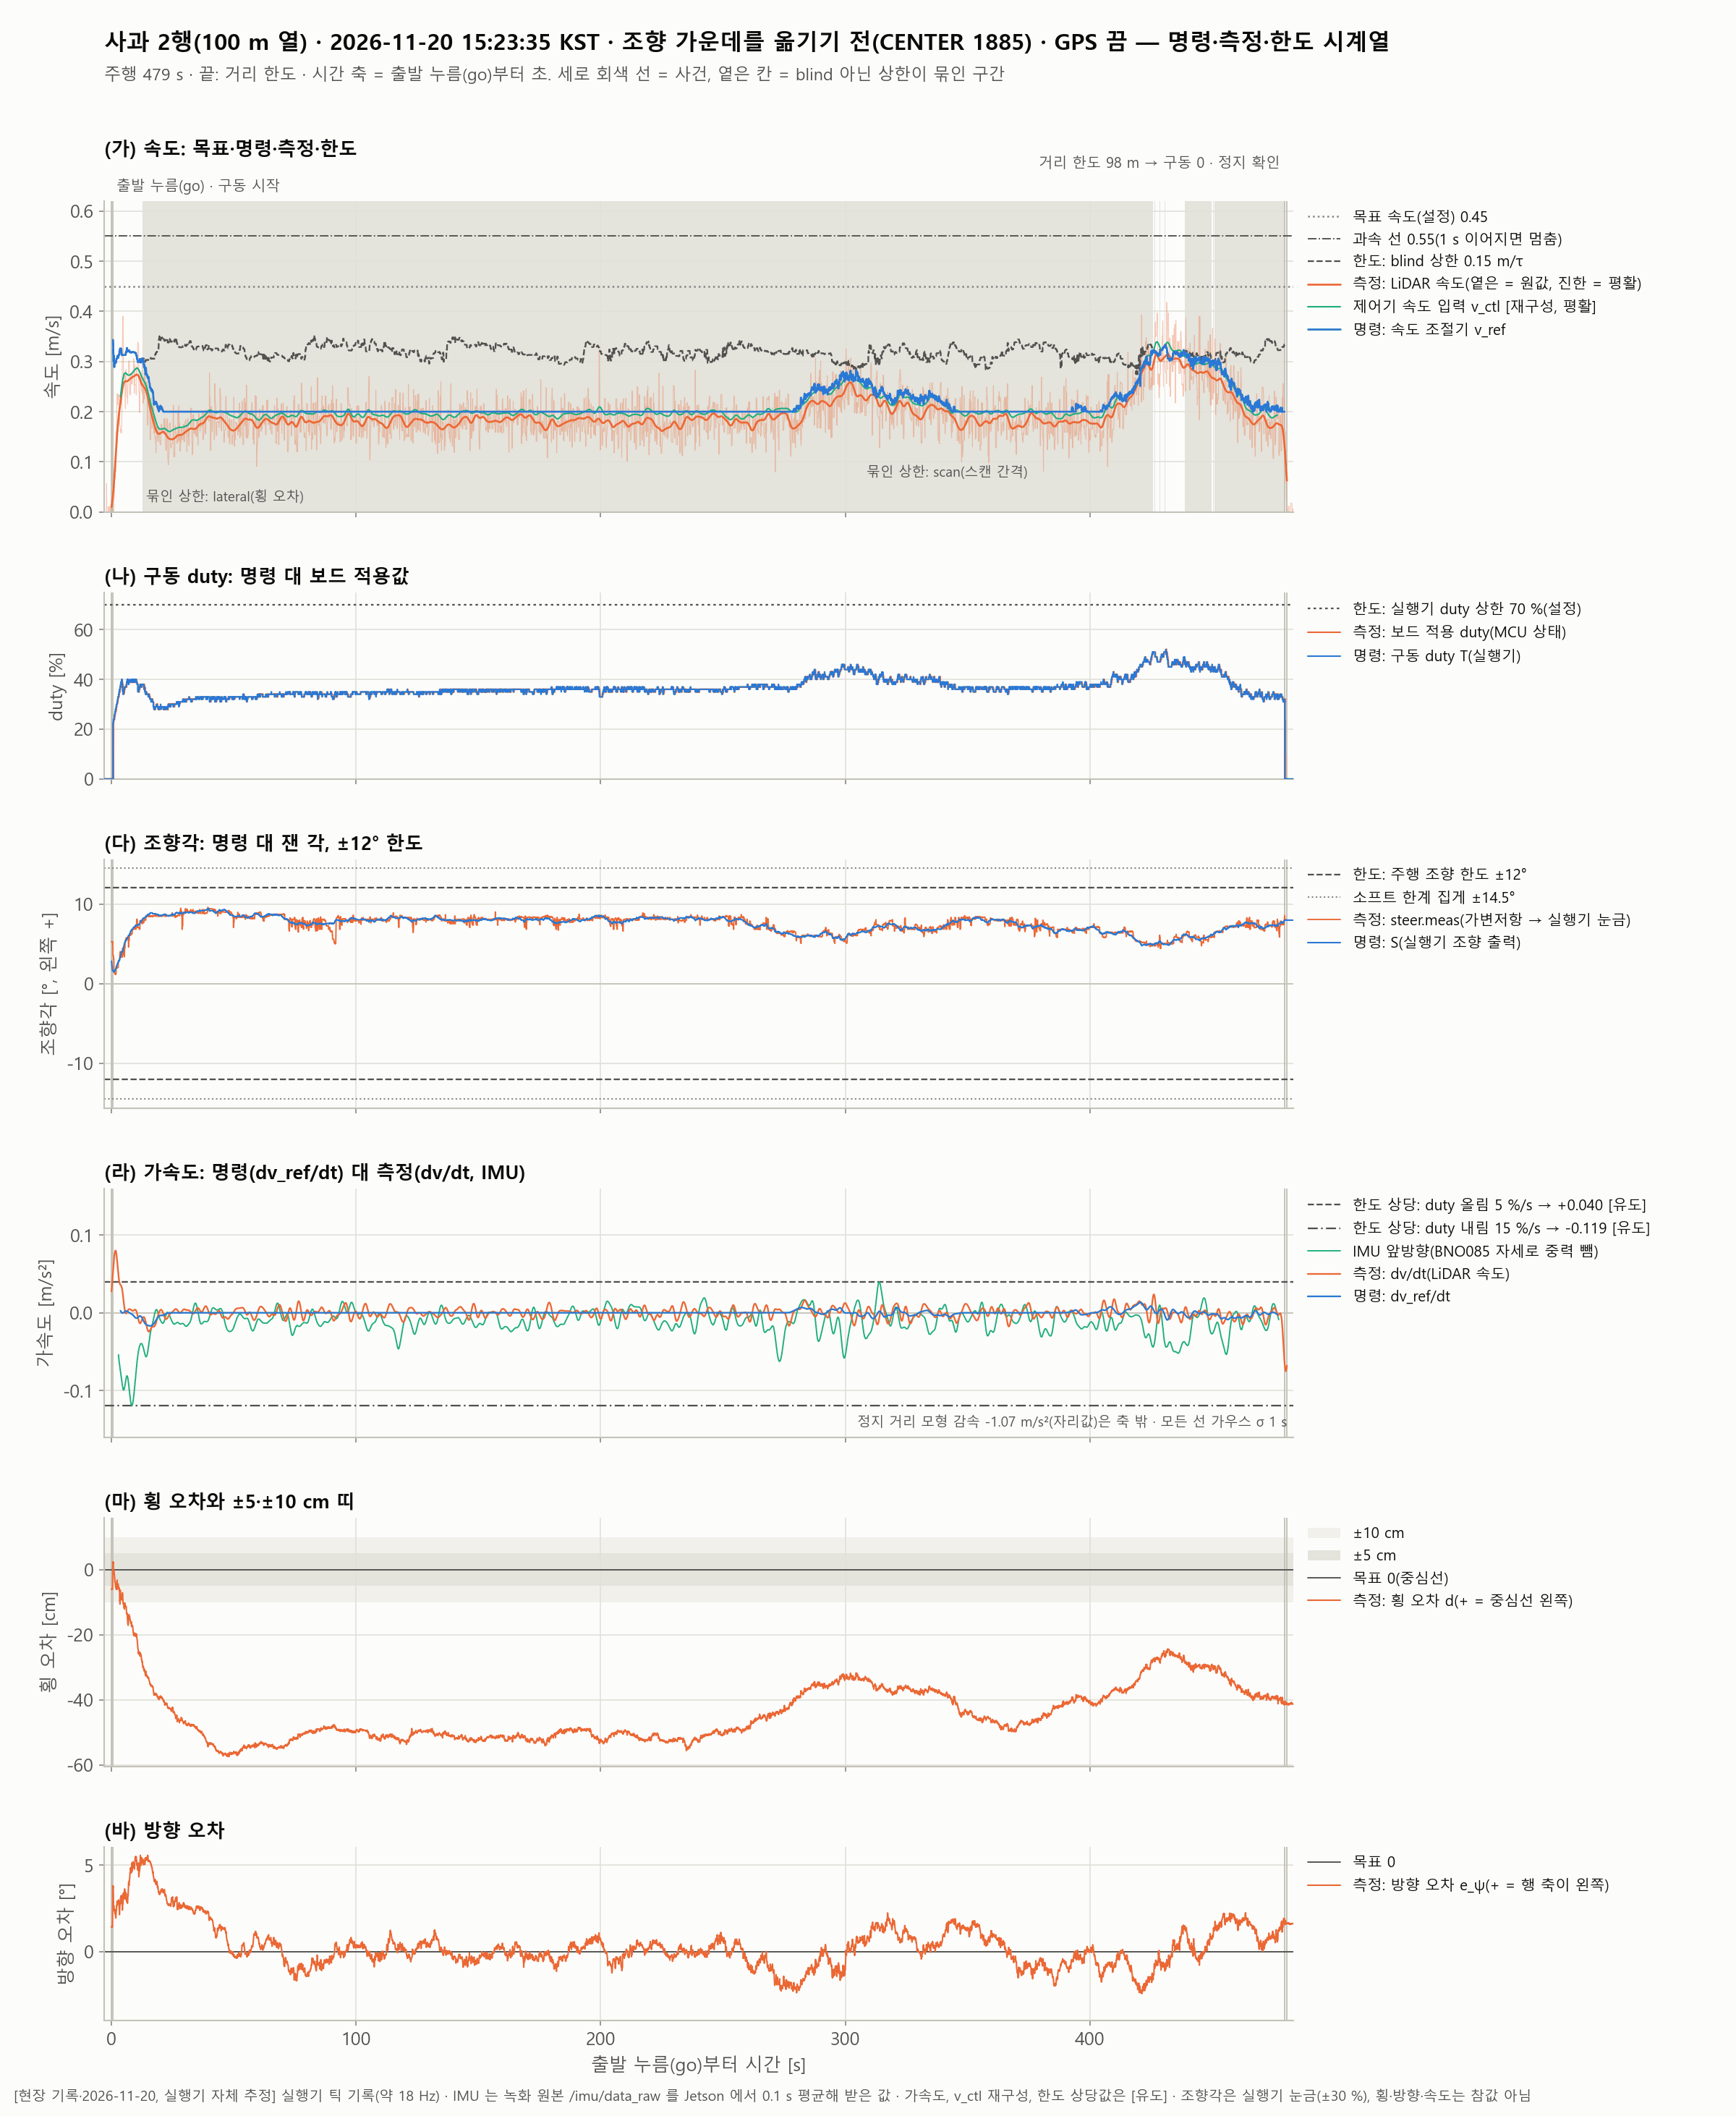 사과 2행(100 m 열) · 2026-11-20 15:23:35 KST · 조향 가운데를 옮기기 전(CENTER 1885) · GPS 끔 — 명령·측정·한도 시계열
주행 479 s · 끝: 거리 한도 · 시간 축 = 출발 누름(go)부터 초. 세로 회색 선 = 사건, 옅은 칸 = blind 아닌 상한이 묶인 구간
(가) 속도: 목표·명령·측정·한도
거리 한도 98 m → 구동 0 · 정지 확인
출발 누름(go) · 구동 시작
속도 [m/s]
0.6
0.5
0.4
0.3
0.2
0.1
0.0
묶인 상한: scan(스캔 간격)
묶인 상한: lateral(횡 오차)
목표 속도(설정) 0.45
과속 선 0.55(1 s 이어지면 멈춤)
한도: blind 상한 0.15 m/τ
측정: LiDAR 속도(옅은 = 원값, 진한 = 평활)
제어기 속도 입력 v_ctl [재구성, 평활]
명령: 속도 조절기 v_ref
(나) 구동 duty: 명령 대 보드 적용값
duty [%]
60
40
20
0
한도: 실행기 duty 상한 70 %(설정)
측정: 보드 적용 duty(MCU 상태)
명령: 구동 duty T(실행기)
(다) 조향각: 명령 대 잰 각, ±12° 한도
조향각 [°, 왼쪽 +]
10
0
-10
한도: 주행 조향 한도 ±12°
소프트 한계 집게 ±14.5°
측정: steer.meas(가변저항 → 실행기 눈금)
명령: S(실행기 조향 출력)
(라) 가속도: 명령(dv_ref/dt) 대 측정(dv/dt, IMU)
가속도 [m/s²]
0.1
0.0
-0.1
정지 거리 모형 감속 -1.07 m/s²(자리값)은 축 밖 · 모든 선 가우스 σ 1 s
한도 상당: duty 올림 5 %/s → +0.040 [유도]
한도 상당: duty 내림 15 %/s → -0.119 [유도]
IMU 앞방향(BNO085 자세로 중력 뺌)
측정: dv/dt(LiDAR 속도)
명령: dv_ref/dt
(마) 횡 오차와 ±5·±10 cm 띠
횡 오차 [cm]
0
-20
-40
-60
±10 cm
±5 cm
목표 0(중심선)
측정: 횡 오차 d(+ = 중심선 왼쪽)
(바) 방향 오차
방향 오차 [°]
5
0
목표 0
측정: 방향 오차 e_ψ(+ = 행 축이 왼쪽)
0 100 200 300 400
출발 누름(go)부터 시간 [s]
[현장 기록·2026-11-20, 실행기 자체 추정] 실행기 틱 기록(약 18 Hz) · IMU 는 녹화 원본 /imu/data_raw 를 Jetson 에서 0.1 s 평균해 받은 값 · 가속도, v_ctl 재구성, 한도 상당값은 [유도] · 조향각은 실행기 눈금(±30 %), 횡·방향·속도는 참값 아님